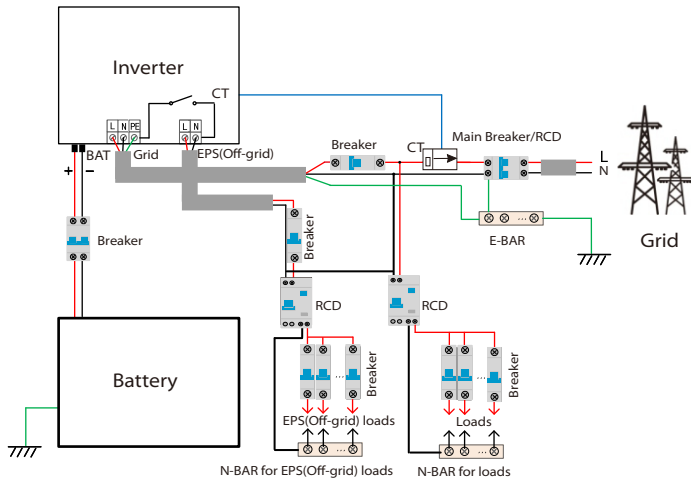 Inverter
CT
L N PE
L N
BAT
Grid
EPS(Off-grid)
+
−
Breaker
CT
Main Breaker/RCD
L
N
Grid
E-BAR
...
Breaker
Breaker
RCD
RCD
Battery
...
Breaker
...
Breaker
EPS(Off-grid) loads
Loads
...
...
N-BAR for EPS(Off-grid) loads
N-BAR for loads